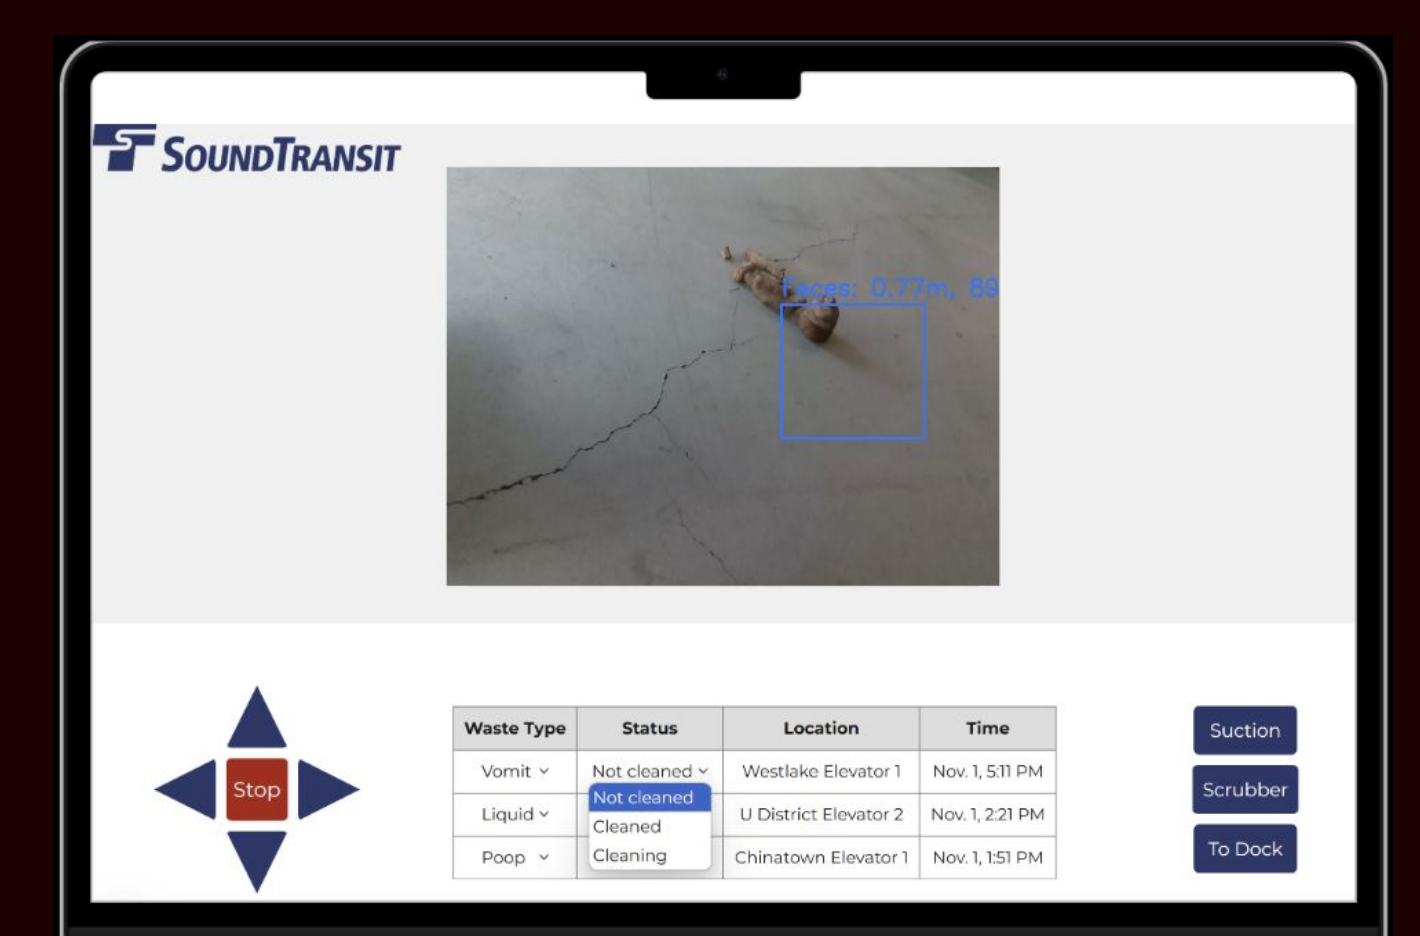 SOUNDTRANSIT
Feces: 0.77m, 89
Waste Type Status Location Time
Vomit Not cleaned Westlake Elevator 1 Nov. 1, 5:11 PM
Not cleaned
Liquid U District Elevator 2 Nov. 1, 2:21 PM
Cleaned
Poop Chinatown Elevator 1 Nov. 1, 1:51 PM
Cleaning
Stop
Suction
Scrubber
To Dock